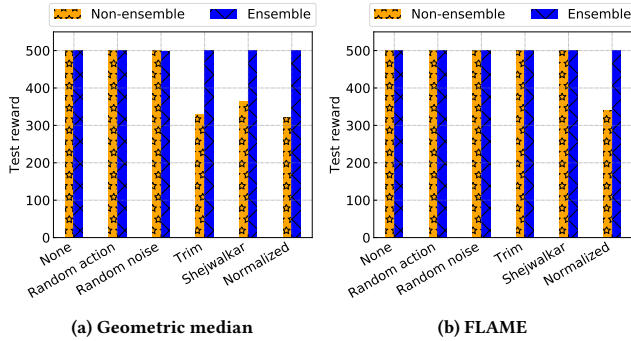 Non-ensemble Ensemble
Test reward
500
400
300
200
100
0
None
Random action
Random noise
Trim
Shejwalkar
Normalized
(a) Geometric median
Non-ensemble Ensemble
Test reward
500
400
300
200
100
0
None
Random action
Random noise
Trim
Shejwalkar
Normalized
(b) FLAME